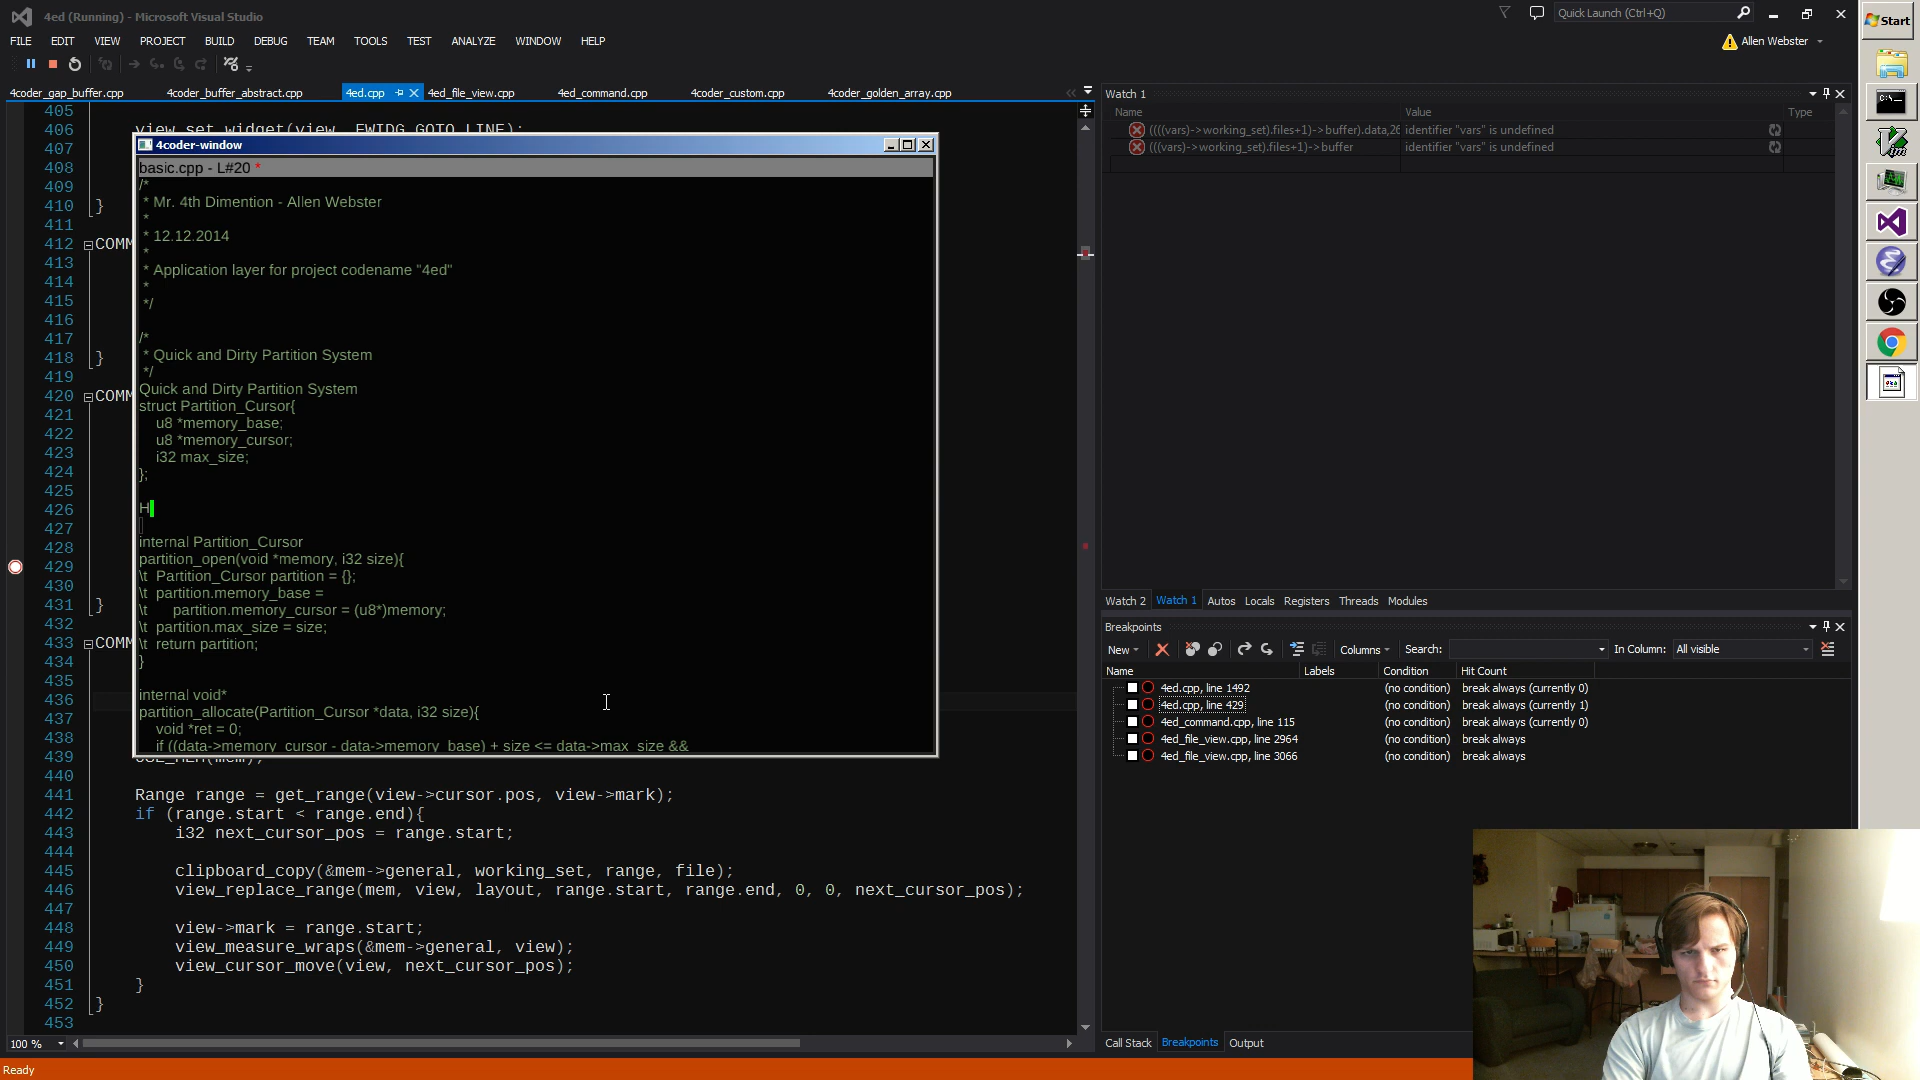 4ed (Running) - Microsoft Visual Studio
Quick Launch (Ctrl+Q)
Start
FILE EDIT VIEW PROJECT BUILD DEBUG TEAM TOOLS TEST ANALYZE WINDOW HELP
Allen Webster
4coder_gap_buffer.cpp 4coder_buffer_abstract.cpp 4ed.cpp 4ed_file_view.cpp 4ed_command.cpp 4coder_custom.cpp 4coder_golden_array.cpp
405
406 view_set_widget(view, FWIDG_GOTO_LINE);
407
408
409
410 }
411
412 COMM
413
414
415
416
417
418 }
419
420 COMM
421
422
423
424
425
426
427
428
429
430
431 }
432
433 COMM
434
435
436
437
438
439
440
441 Range range = get_range(view->cursor.pos, view->mark);
442 if (range.start < range.end){
443 i32 next_cursor_pos = range.start;
444
445 clipboard_copy(&mem->general, working_set, range, file);
446 view_replace_range(mem, view, layout, range.start, range.end, 0, 0, next_cursor_pos);
447
448 view->mark = range.start;
449 view_measure_wraps(&mem->general, view);
450 view_cursor_move(view, next_cursor_pos);
451 }
452 }
453
100 %
Ready
4coder-window
basic.cpp - L#20 *
/*
* Mr. 4th Dimention - Allen Webster
*
* 12.12.2014
*
* Application layer for project codename "4ed"
*
*/
/*
* Quick and Dirty Partition System
*/
Quick and Dirty Partition System
struct Partition_Cursor{
u8 *memory_base;
u8 *memory_cursor;
i32 max_size;
};
H
internal Partition_Cursor
partition_open(void *memory, i32 size){
\t Partition_Cursor partition = {};
\t partition.memory_base =
\t partition.memory_cursor = (u8*)memory;
\t partition.max_size = size;
\t return partition;
}
internal void*
partition_allocate(Partition_Cursor *data, i32 size){
void *ret = 0;
if ((data->memory_cursor - data->memory_base) + size <= data->max_size &&
Watch 1
Name Value Type
((((vars)->working_set).files+1)->buffer).data,26 identifier "vars" is undefined
(((vars)->working_set).files+1)->buffer identifier "vars" is undefined
Watch 2 Watch 1 Autos Locals Registers Threads Modules
Breakpoints
New Columns Search: In Column: All visible
Name Labels Condition Hit Count
4ed.cpp, line 1492 (no condition) break always (currently 0)
4ed.cpp, line 429 (no condition) break always (currently 1)
4ed_command.cpp, line 115 (no condition) break always (currently 0)
4ed_file_view.cpp, line 2964 (no condition) break always
4ed_file_view.cpp, line 3066 (no condition) break always
Call Stack Breakpoints Output